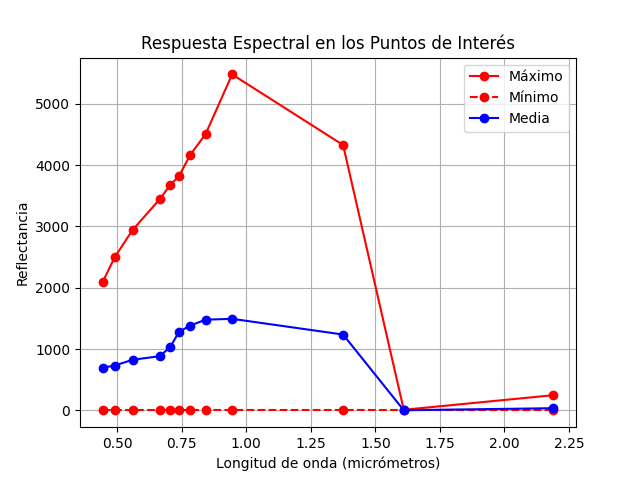 Respuesta Espectral en los Puntos de Interés
Máximo
Mínimo
Media
Reflectancia
5000
4000
3000
2000
1000
0
0.50 0.75 1.00 1.25 1.50 1.75 2.00 2.25
Longitud de onda (micrómetros)